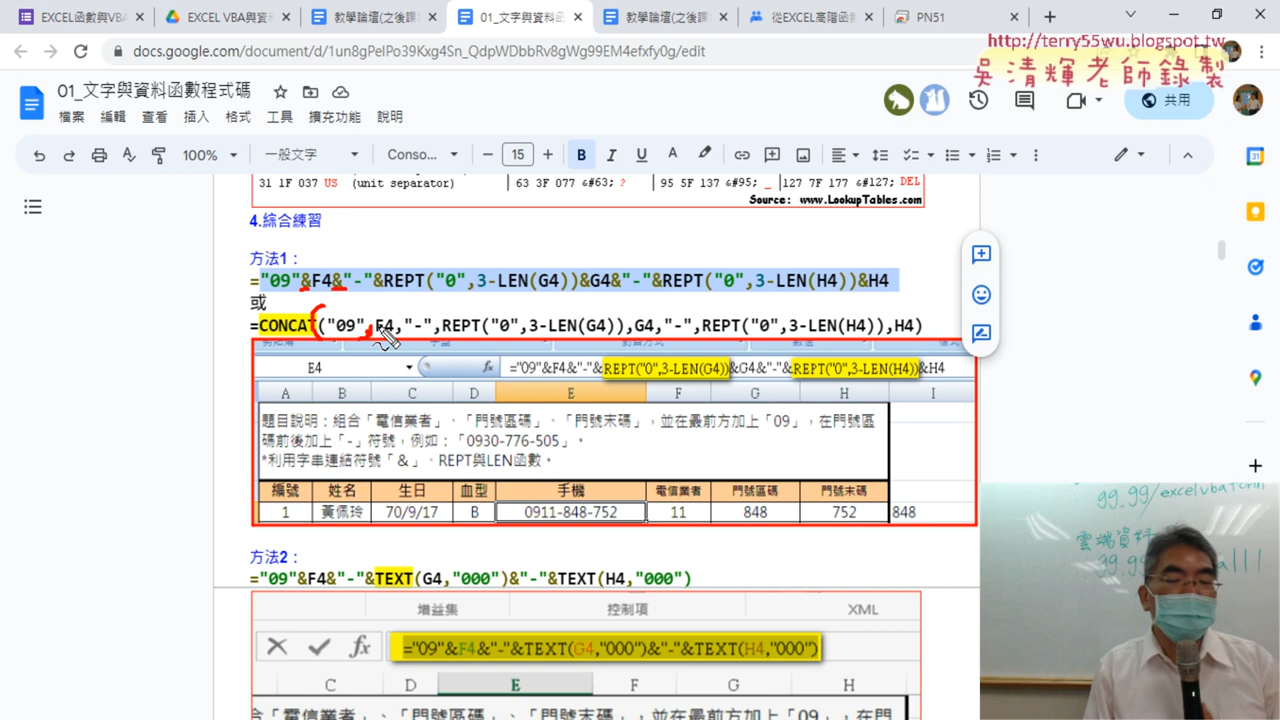 EXCEL函數與VB
EXCEL VBA與資
教學論壇(之後課
01_文字與資料函
教學論壇(之後課
從EXCEL高階函
PN51
docs.google.com/document/d/1un8gPelPo39Kxg4Sn_QdpWDbbRv8gWg99EM4efxfy0g/edit
http://terry55wu.blogspot.tw
吳清輝老師錄製
01_文字與資料函數程式碼
檔案 編輯 查看 插入 格式 工具 擴充功能 說明
共用
100% 一般文字 Conso... 15 B I U A
31 1F 037 US (unit separator) 63 3F 077 &#63; ? 95 5F 137 &#95; _ 127 7F 177 &#127; DEL
Source: www.LookupTables.com
4.綜合練習
方法1：
="09"&F4&"-"&REPT("0",3-LEN(G4))&G4&"-"&REPT("0",3-LEN(H4))&H4
或
=CONCAT("09",F4,"-",REPT("0",3-LEN(G4)),G4,"-",REPT("0",3-LEN(H4)),H4)
E4 fx ="09"&F4&"-"&REPT("0",3-LEN(G4))&G4&"-"&REPT("0",3-LEN(H4))&H4
A B C D E F G H I
題目說明：組合「電信業者」、「門號區碼」、「門號末碼」，並在最前方加上「09」，在門號區
碼前後加上「-」符號，例如：「0930-776-505」。
*利用字串連結符號「&」、REPT與LEN函數。
編號 姓名 生日 血型 手機 電信業者 門號區碼 門號末碼
1 黃佩玲 70/9/17 B 0911-848-752 11 848 752 848
方法2：
="09"&F4&"-"&TEXT(G4,"000")&"-"&TEXT(H4,"000")
增益集 控制項 XML
fx ="09"&F4&"-"&TEXT(G4,"000")&"-"&TEXT(H4,"000")
C D E F G H
合「電信業者」、「門號區碼」、「門號末碼」，並在最前方加上「09」，在門
雲端資料